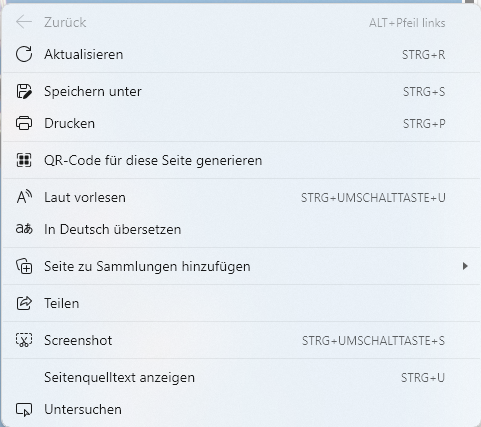 Zurück ALT+Pfeil links
Aktualisieren STRG+R
Speichern unter STRG+S
Drucken STRG+P
QR-Code für diese Seite generieren
Laut vorlesen STRG+UMSCHALTTASTE+U
In Deutsch übersetzen
Seite zu Sammlungen hinzufügen
Teilen
Screenshot STRG+UMSCHALTTASTE+S
Seitenquelltext anzeigen STRG+U
Untersuchen